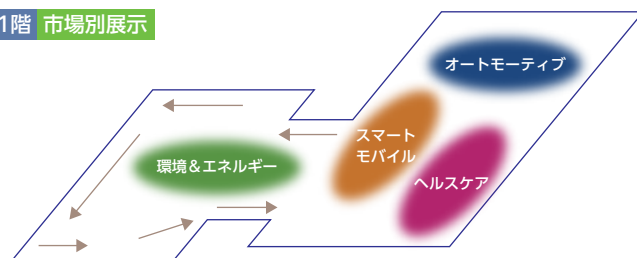 1階 市場別展示
オートモーティブ
スマート
モバイル
環境&エネルギー
ヘルスケア